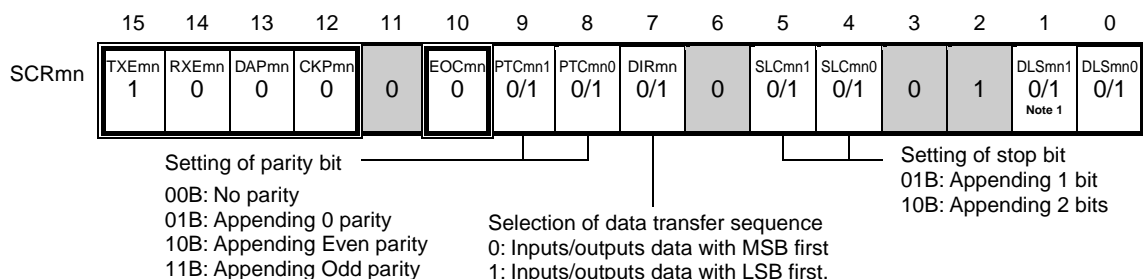 15 14 13 12 11 10 9 8 7 6 5 4 3 2 1 0
SCRmn
TXEmn RXEmn DAPmn CKPmn EOCmn PTCmn1 PTCmn0 DIRmn SLCmn1 SLCmn0 DLSmn1 DLSmn0
1 0 0 0 0 0 0/1 0/1 0/1 0 0/1 0/1 0 1 0/1 0/1
Note 1
Setting of parity bit
00B: No parity
01B: Appending 0 parity
10B: Appending Even parity
11B: Appending Odd parity
Selection of data transfer sequence
0: Inputs/outputs data with MSB first
1: Inputs/outputs data with LSB first.
Setting of stop bit
01B: Appending 1 bit
10B: Appending 2 bits